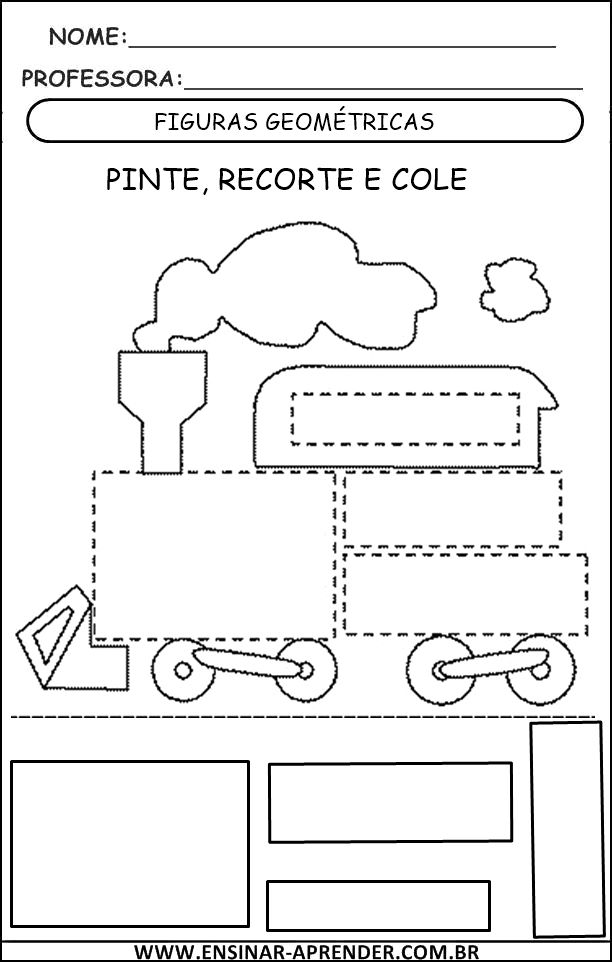 NOME:
PROFESSORA:
FIGURAS GEOMÉTRICAS
PINTE, RECORTE E COLE
WWW.ENSINAR-APRENDER.COM.BR